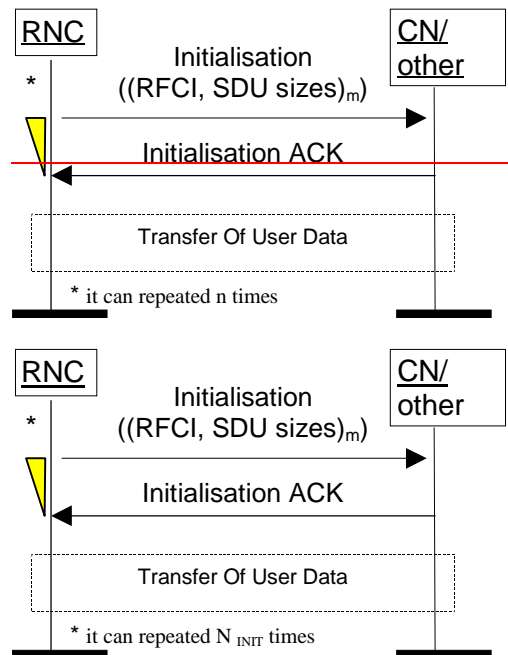 RNC
CN/
other
*
Initialisation
((RFCI, SDU sizes)m)
Initialisation ACK
Transfer Of User Data
* it can repeated n times
RNC
CN/
other
*
Initialisation
((RFCI, SDU sizes)m)
Initialisation ACK
Transfer Of User Data
* it can repeated N INIT times